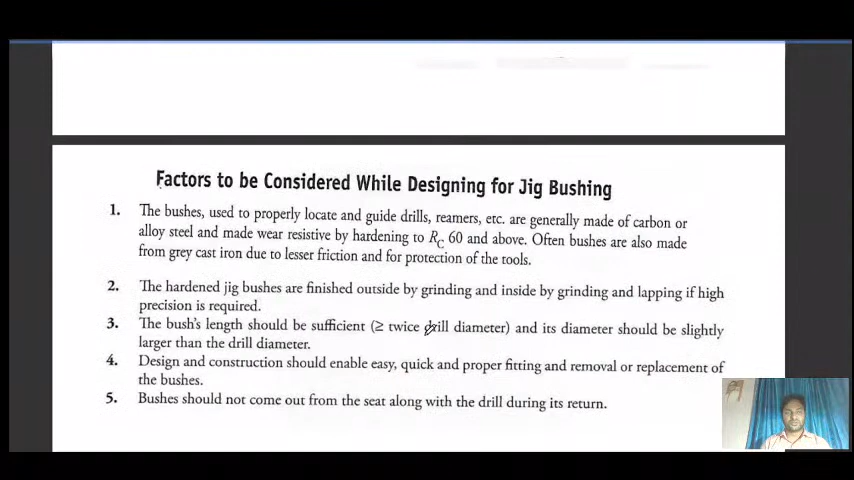 Factors to be Considered While Designing for Jig Bushing
1. The bushes, used to properly locate and guide drills, reamers, etc. are generally made of carbon or
alloy steel and made wear resistive by hardening to RC 60 and above. Often bushes are also made
from grey cast iron due to lesser friction and for protection of the tools.
2. The hardened jig bushes are finished outside by grinding and inside by grinding and lapping if high
precision is required.
3. The bush's length should be sufficient (≥ twice drill diameter) and its diameter should be slightly
larger than the drill diameter.
4. Design and construction should enable easy, quick and proper fitting and removal or replacement of
the bushes.
5. Bushes should not come out from the seat along with the drill during its return.